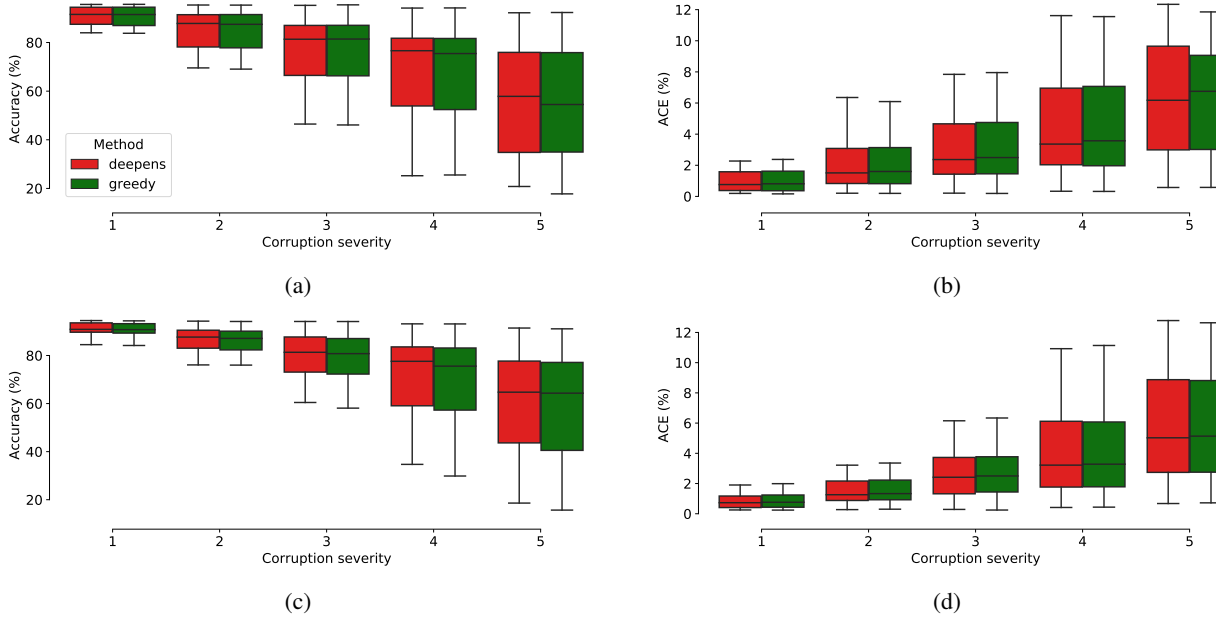 Accuracy (%)
80
60
40
20
Method
deepens
greedy
1 2 3 4 5
Corruption severity
(a)
ACE (%)
12
10
8
6
4
2
0
1 2 3 4 5
Corruption severity
(b)
Accuracy (%)
80
60
40
20
1 2 3 4 5
Corruption severity
(c)
ACE (%)
12
10
8
6
4
2
0
1 2 3 4 5
Corruption severity
(d)